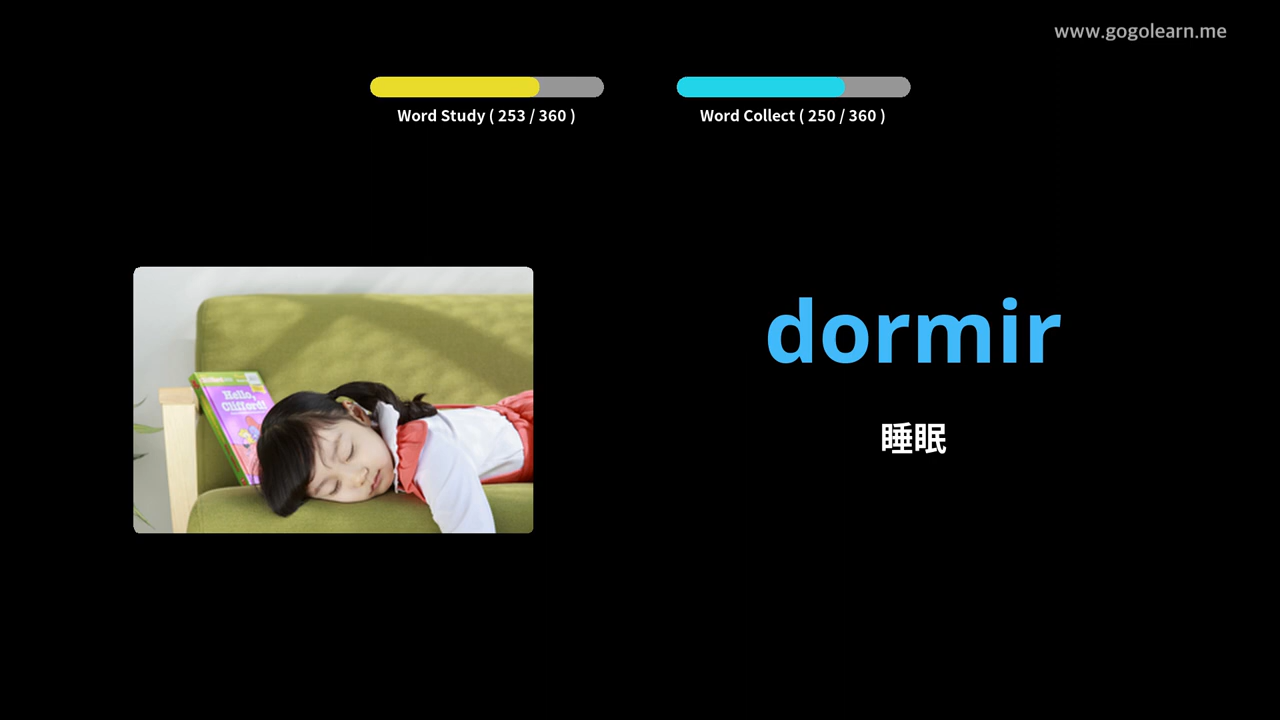 www.gogolearn.me
Word Study ( 253 / 360 )
Word Collect ( 250 / 360 )
Hello,
Clifford!
dormir
睡眠